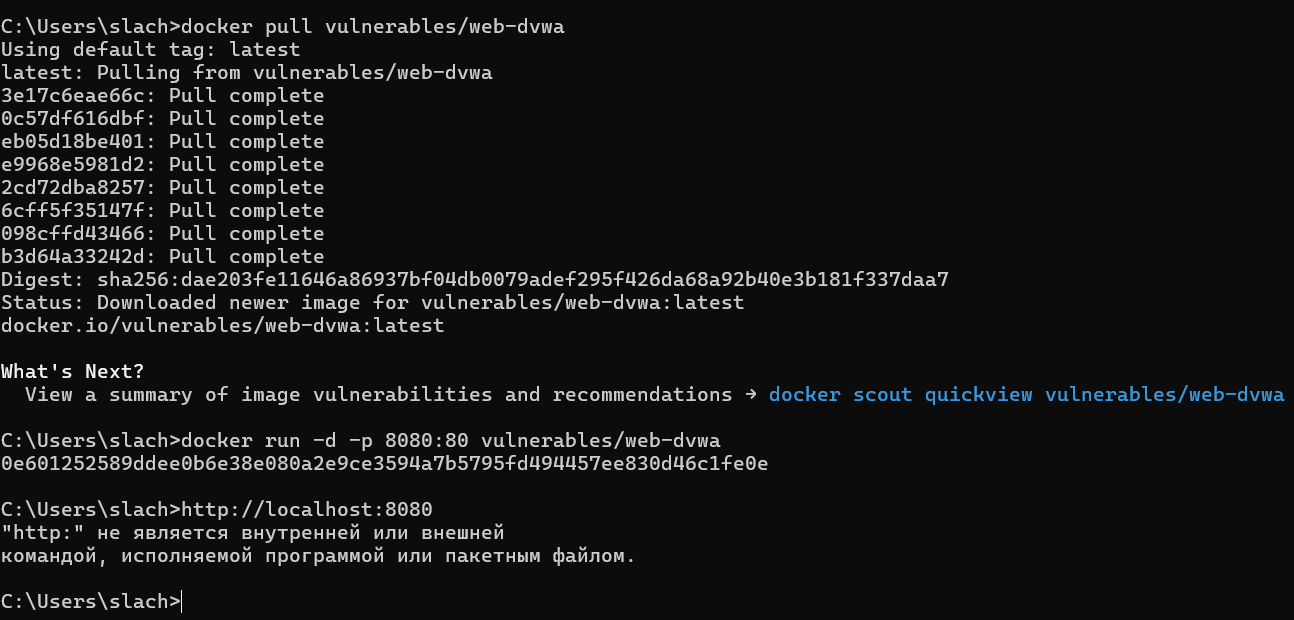 C:\Users\slach>docker pull vulnerables/web-dvwa
Using default tag: latest
latest: Pulling from vulnerables/web-dvwa
3e17c6eae66c: Pull complete
0c57df616dbf: Pull complete
eb05d18be401: Pull complete
e9968e5981d2: Pull complete
2cd72dba8257: Pull complete
6cff5f35147f: Pull complete
098cffd43466: Pull complete
b3d64a33242d: Pull complete
Digest: sha256:dae203fe11646a86937bf04db0079adef295f426da68a92b40e3b181f337daa7
Status: Downloaded newer image for vulnerables/web-dvwa:latest
docker.io/vulnerables/web-dvwa:latest
What's Next?
View a summary of image vulnerabilities and recommendations → docker scout quickview vulnerables/web-dvwa
C:\Users\slach>docker run -d -p 8080:80 vulnerables/web-dvwa
0e601252589ddee0b6e38e080a2e9ce3594a7b5795fd494457ee830d46c1fe0e
C:\Users\slach>http://localhost:8080
"http:" не является внутренней или внешней
командой, исполняемой программой или пакетным файлом.
C:\Users\slach>